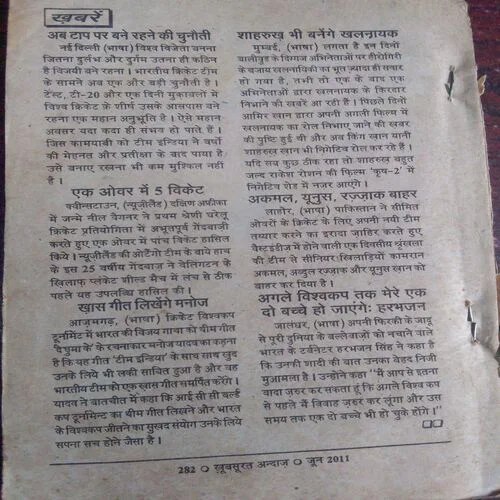 ख़बरें
अब टाप पर बने रहने की चुनौती
नई दिल्ली (भाषा) विश्व विजेता बनना
जितना दुर्लभ और दुर्गम उतना ही कठिन
है विजयी बने रहना। भारतीय क्रिकेट टीम
के सामने अब एक और बड़ी चुनौती है।
टेस्ट, टी-20 और एक दिनी मुकाबलों में
विश्व क्रिकेट के शीर्ष उसके आसपास बने
रहना एक महान अनुभूति है। ऐसे महान
अवसर यदा कदा ही संभव हो पाते हैं।
जिस कामयाबी को टीम इन्डिया ने वर्षों
की मेहनत और प्रतीक्षा के बाद पाया है
उसे बनाए रखना भी कम मुश्किल नहीं
है।
एक ओवर में 5 विकेट
क्वीन्सटाउन, (न्यूजीलैंड) दक्षिण अफ्रीका
में जन्मे नील वैगनर ने प्रथम श्रेणी घरेलू
क्रिकेट प्रतियोगिता में अभूतपूर्व गेंदबाज़ी
करते हुए एक ओवर में पांच विकेट हासिल
किये। न्यूजीलैंड की ओटैगो टीम के बाये हाथ
के इस 25 वर्षीय गेंदबाज़ ने वेलिंगटन के
खिलाफ़ प्लंकेट शील्ड मैच में लंच से ठीक
पहले यह उपलब्धि हासिल की।
ख़ास गीत लिखेंगे मनोज
आज़मगढ़, (भाषा) क्रिकेट विश्वकप
टूर्नामेंट में भारत की विजय गाथा को थीम गीत
'दे घुमा के' के रचनाकार मनोज यादव का कहना
है कि यह गीत 'टीम इन्डिया' के साथ साथ खुद
उनके लिये भी लकी साबित हुआ है और वह
भारतीय टीम को एक ख़ास गीत समर्पित करेंगे।
यादव ने बातचीत में कहा कि आई सी सी वर्ल्ड
कप टूर्नामेन्ट का थीम गीत लिखने और भारत
के विश्वकप जीतने का सुखद संयोग उनके लिये
सपना सच होने जैसा है।
शाहरुख़ भी बनेंगे खलनायक
मुम्बई, (भाषा) लगता है इन दिनों
बालीवुड के दिग्गज अभिनेताओं पर हीरोगिरी
के बजाय खलनायिकी का भूत ज़्यादा ही सवार
हो गया है, तभी तो एक के बाद एक
अभिनेताओं द्वारा खलनायक के किरदार
निभाने की खबरें आ रही हैं। पिछले दिनों
आमिर खान द्वारा अपनी अगली फिल्म में
खलनायक का रोल निभाए जाने की खबर
की पुष्टि हुई थी और अब किंग खान यानी
शाहरुख खान भी निगेटिव रोल कर रहे हैं।
यदि सब कुछ ठीक रहा तो शाहरुख बहुत
जल्द राकेश रोशन की फिल्म 'कृष-2' में
निगेटिव शेड में नजर आएंगे।
अकमल, यूनुस, रज़्ज़ाक बाहर
लाहौर, (भाषा) पाकिस्तान ने सीमित
ओवरों के क्रिकेट के लिए अपनी नयी टीम
तय्यार करने का इरादा ज़ाहिर करते हुए
वैस्टइंडीज में होने वाली एक दिवसीय श्रृंखला
की टीम से सीनियर खिलाड़ियों कामरान
अकमल, अब्दुल रज्जाक और यूनुस खान को
बाहर कर दिया है।
अगले विश्वकप तक मेरे एक
दो बच्चे हो जाएंगे: हरभजन
जालंधर, (भाषा) अपनी फिरकी के जादू
से पूरी दुनिया के बल्लेबाजों को नचाने वाले
भारत के टर्बनेटर हरभजन सिंह ने कहा है
कि उनकी शादी की बात उनका बेहद निजी
मुआमला है। उन्होंने कहा ''मैं आप से इतना
वादा ज़रुर कर सकता हूं कि अगले विश्व कप
से पहले मैं विवाह ज़रुर कर लूंगा और उस
समय तक एक दो बच्चे भी हो चुके होंगे।''
282 ○ ख़ूबसूरत अन्दाज़ ○ जून 2011